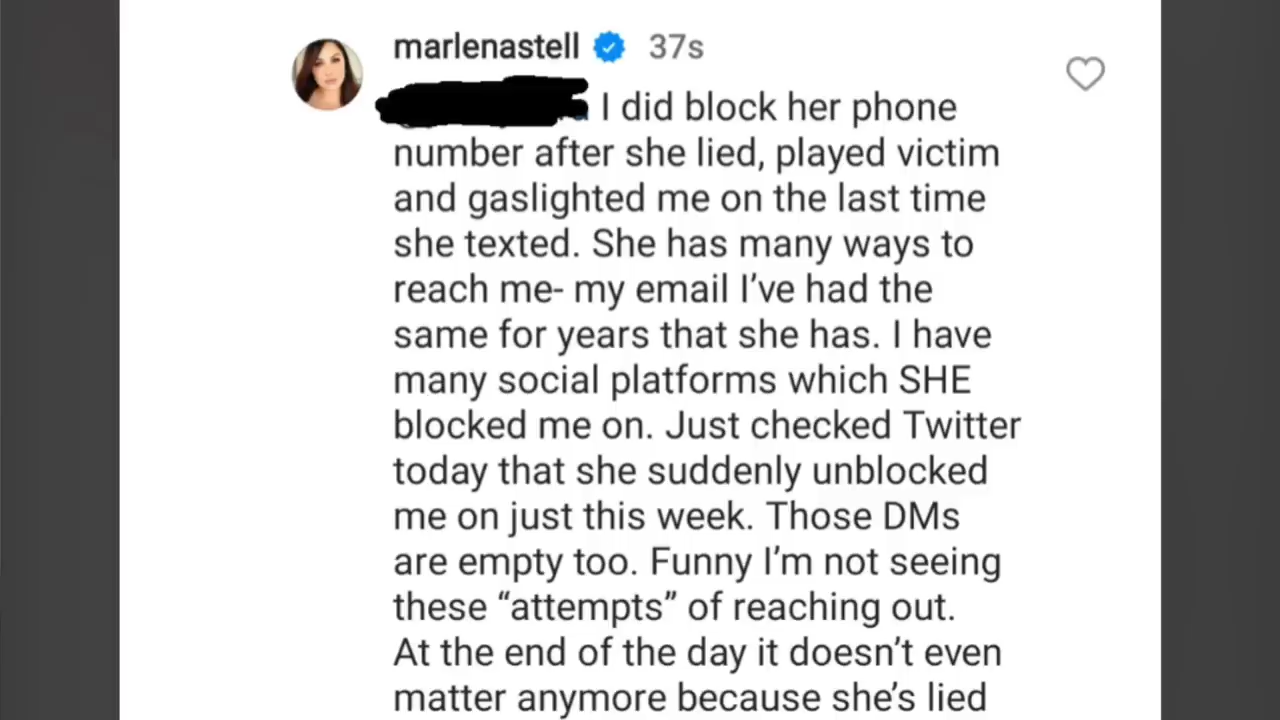 marlenastell 37s
I did block her phone
number after she lied, played victim
and gaslighted me on the last time
she texted. She has many ways to
reach me- my email I’ve had the
same for years that she has. I have
many social platforms which SHE
blocked me on. Just checked Twitter
today that she suddenly unblocked
me on just this week. Those DMs
are empty too. Funny I’m not seeing
these “attempts” of reaching out.
At the end of the day it doesn’t even
matter anymore because she’s lied